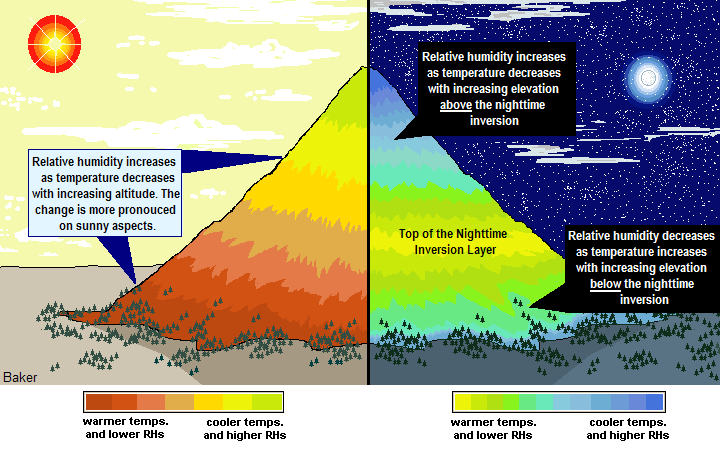 Relative humidity increases
as temperature decreases
with increasing altitude. The
change is more pronouced
on sunny aspects.
Relative humidity increases
as temperature decreases
with increasing elevation
above the nighttime
inversion
Top of the Nighttime
Inversion Layer
Relative humidity decreases
as temperature increases
with increasing elevation
below the nighttime
inversion
Baker
warmer temps.
and lower RHs
cooler temps.
and higher RHs
warmer temps.
and lower RHs
cooler temps.
and higher RHs